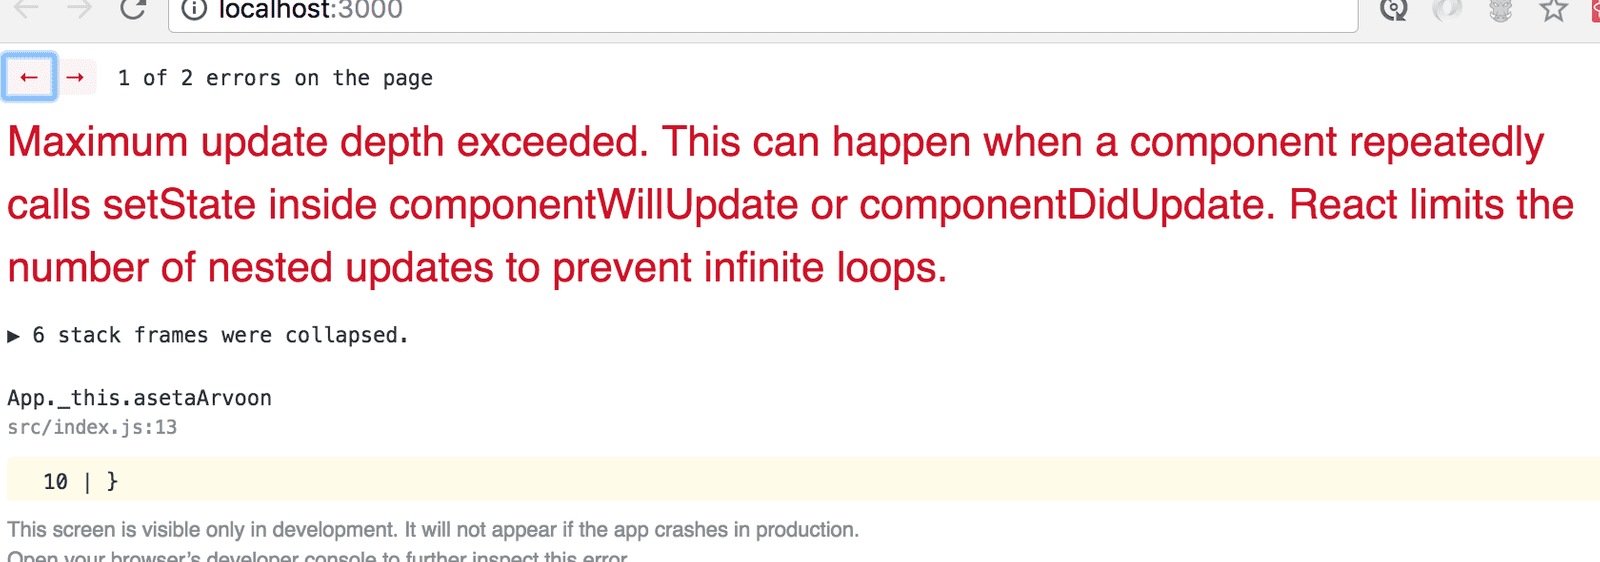 localhost:3000
← → 1 of 2 errors on the page
Maximum update depth exceeded. This can happen when a component repeatedly
calls setState inside componentWillUpdate or componentDidUpdate. React limits the
number of nested updates to prevent infinite loops.
▶ 6 stack frames were collapsed.
App._this.asetaArvoon
src/index.js:13
10 | }
This screen is visible only in development. It will not appear if the app crashes in production.
Open your browser's developer console to further inspect this error.